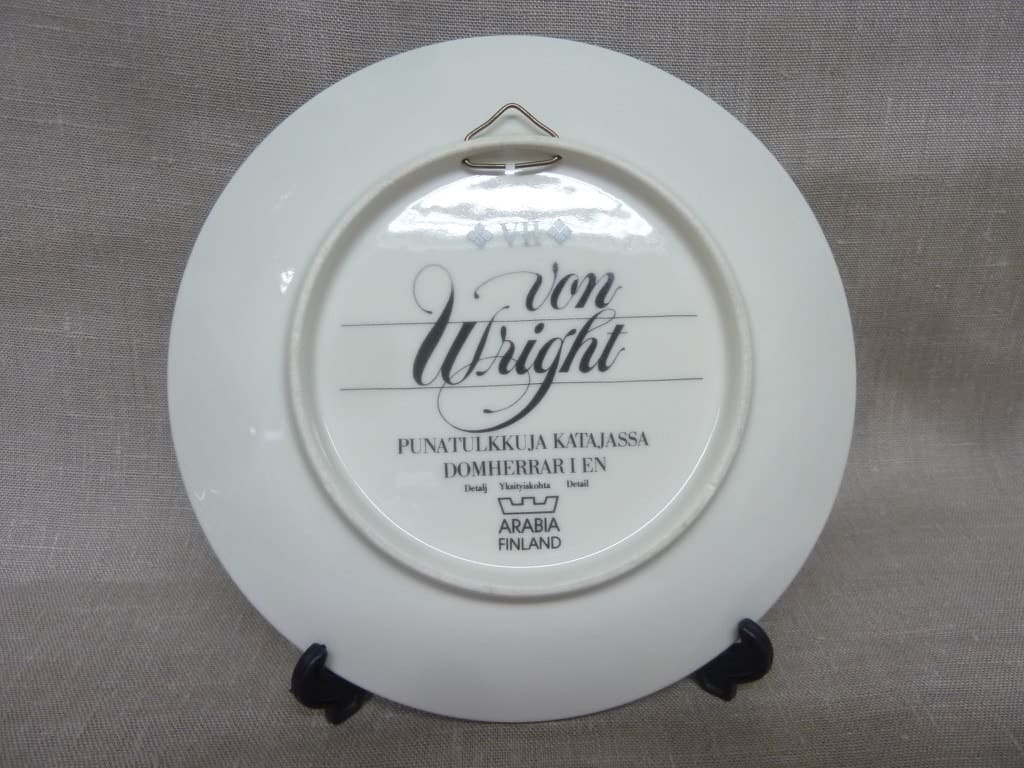 VII
von
Wright
PUNATULKKUJA KATAJASSA
DOMHERRAR I EN
Detalj Yksityiskohta Detail
ARABIA
FINLAND